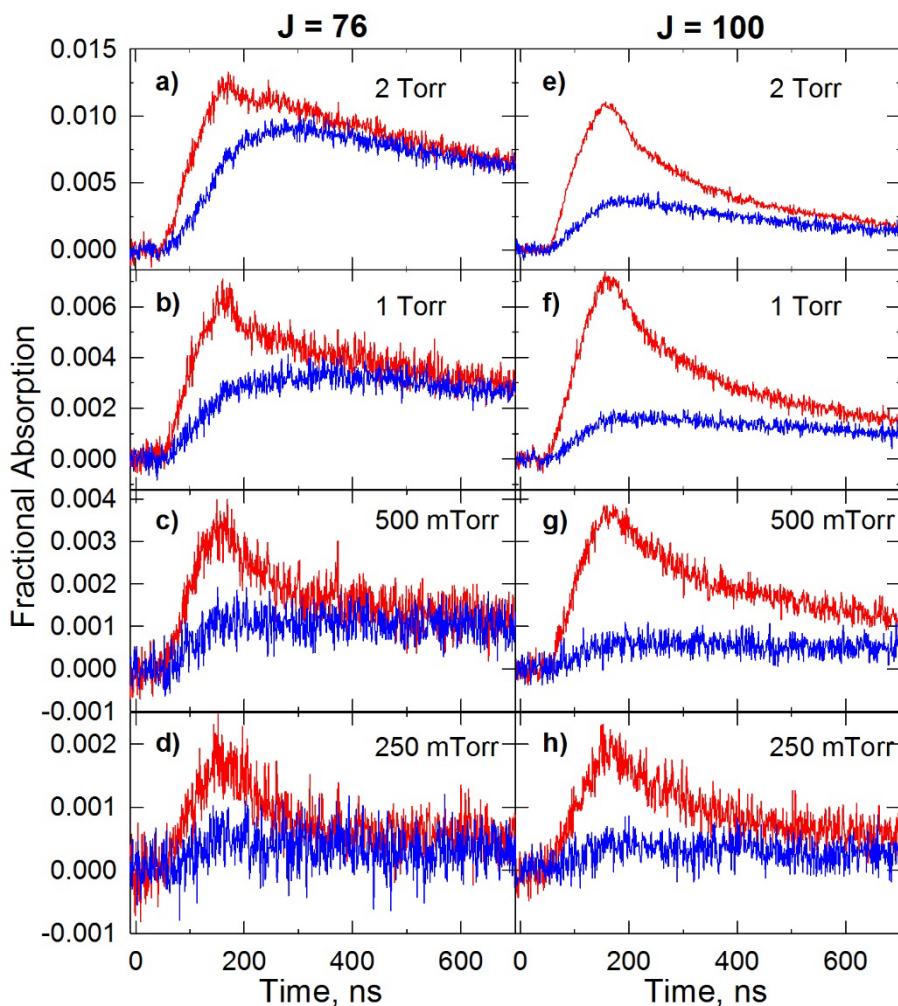 J = 76
J = 100
a) 2 Torr
e) 2 Torr
0.015
0.010
0.005
0.000
b) 1 Torr
f) 1 Torr
0.006
0.004
0.002
0.000
Fractional Absorption
c) 500 mTorr
g) 500 mTorr
0.004
0.003
0.002
0.001
0.000
-0.001
d) 250 mTorr
h) 250 mTorr
0.002
0.001
0.000
-0.001
0 200 400 600
0 200 400 600
Time, ns
Time, ns